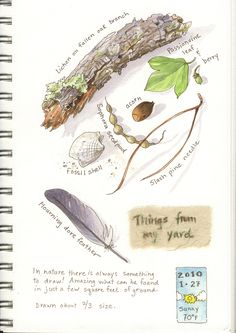 Lichen on fallen oak branch
Passionvine
leaf
berry
acorn
Sophora seedpod
Fossil shell
Slash pine needle
Mourning dove feather
Things from
my yard
In nature there is always something
to draw! Amazing what can be found
in just a few square feet of ground.
Drawn about 2/3 size.
2010
1-27
Sunny
70°F